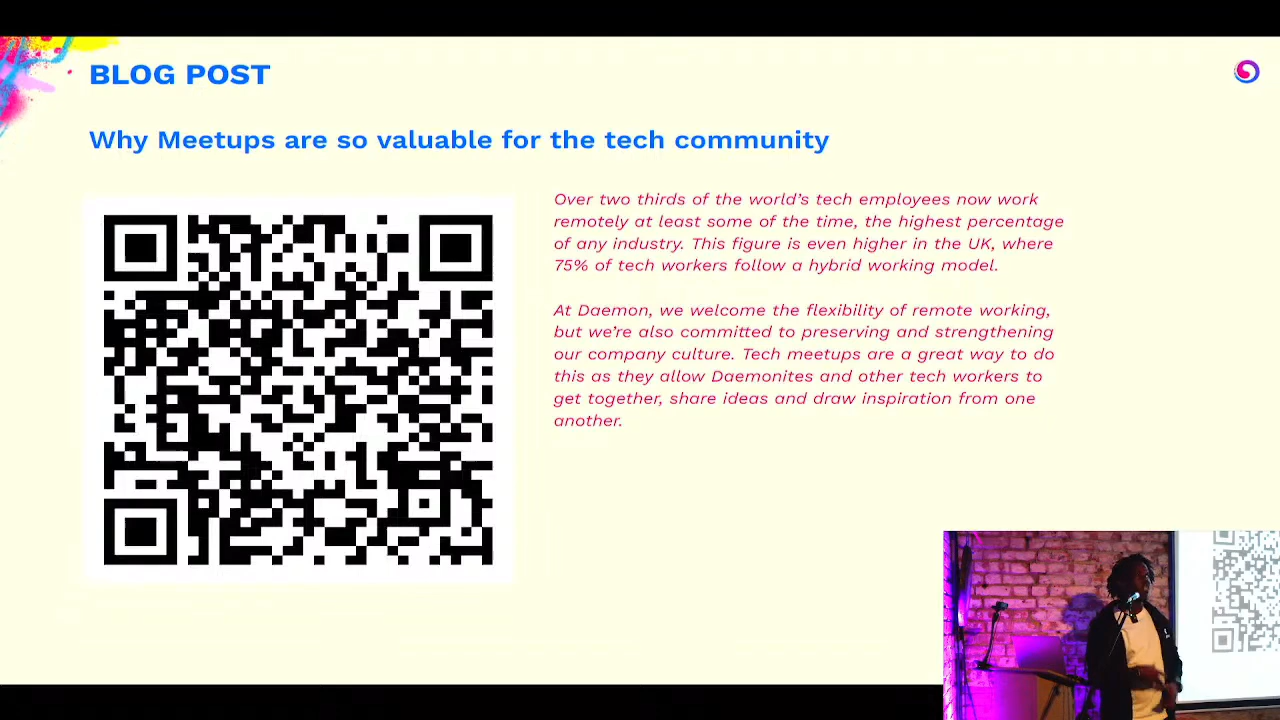 BLOG POST
Why Meetups are so valuable for the tech community
Over two thirds of the world’s tech employees now work
remotely at least some of the time, the highest percentage
of any industry. This figure is even higher in the UK, where
75% of tech workers follow a hybrid working model.
At Daemon, we welcome the flexibility of remote working,
but we’re also committed to preserving and strengthening
our company culture. Tech meetups are a great way to do
this as they allow Daemonites and other tech workers to
get together, share ideas and draw inspiration from one
another.